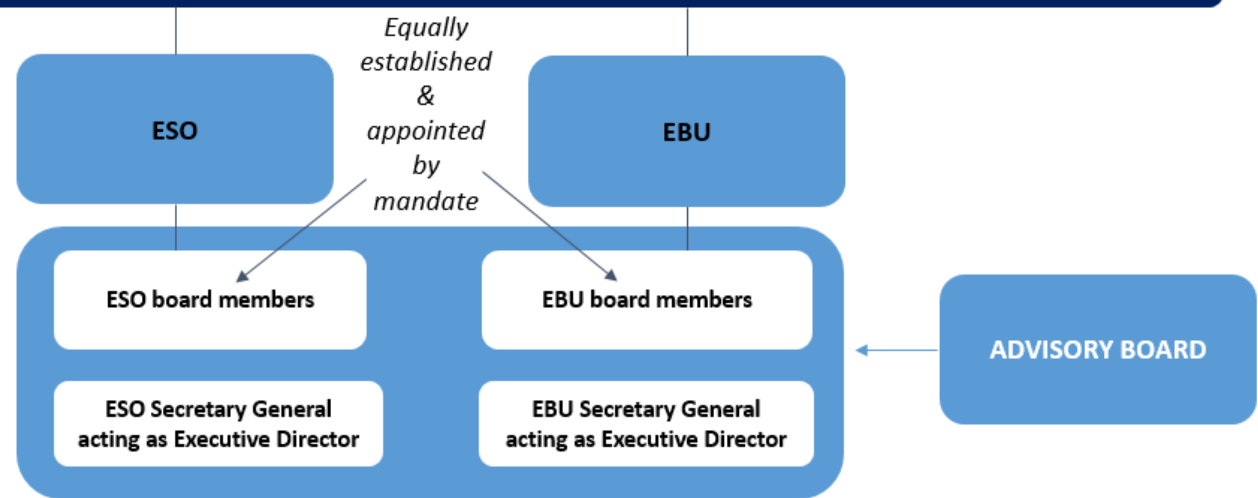 Equally
established
&
appointed
by
mandate
ESO
EBU
ESO board members
EBU board members
ADVISORY BOARD
ESO Secretary General
acting as Executive Director
EBU Secretary General
acting as Executive Director